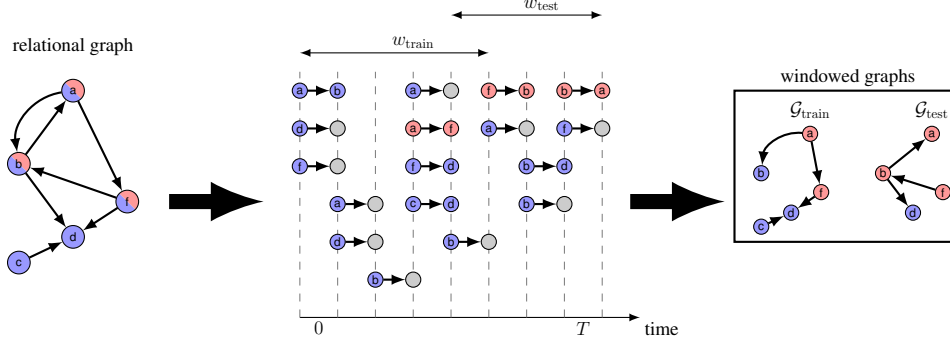 w_test
w_train
relational graph
windowed graphs
a
b
f
d
c
a b a f b b a
d a f a f
f f d b d
a c d b
d b
b
0 T time
G_train
a
b
f
d
c
G_test
a
b
f
d